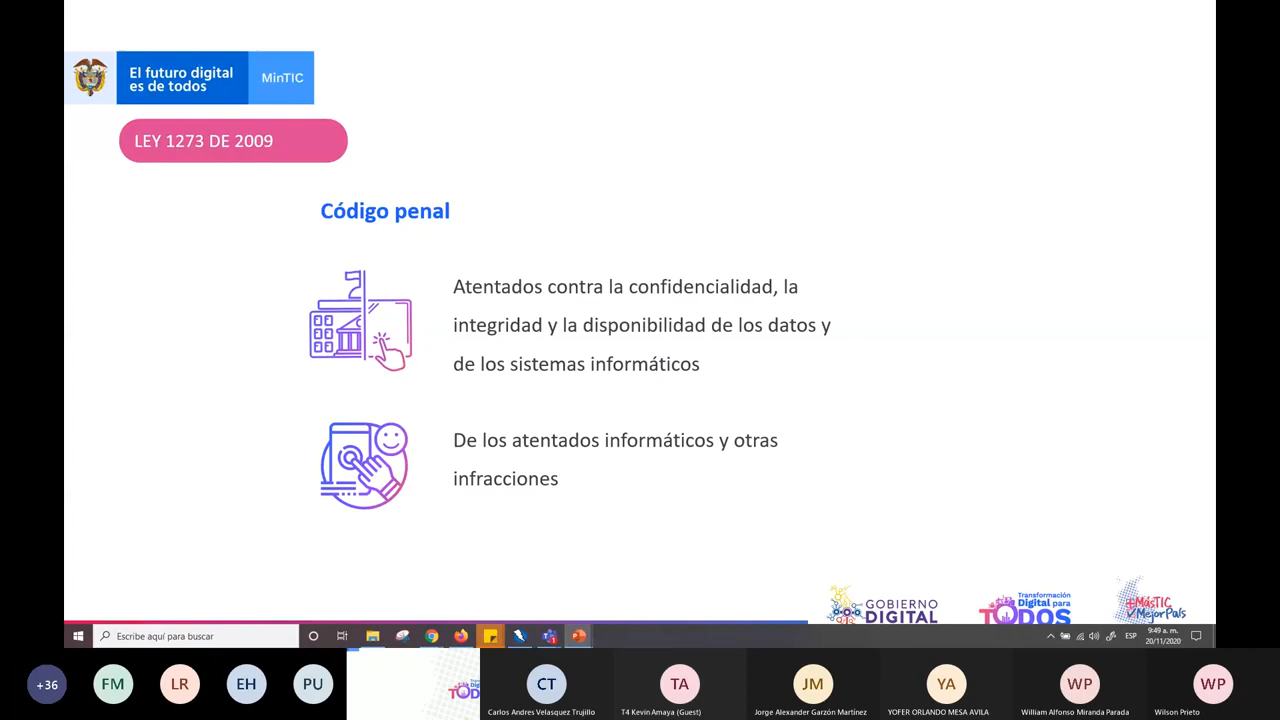 El futuro digital
es de todos
MinTIC
LEY 1273 DE 2009
Código penal
Atentados contra la confidencialidad, la
integridad y la disponibilidad de los datos y
de los sistemas informáticos
De los atentados informáticos y otras
infracciones
GOBIERNO
DIGITAL
Transformación
Digital para
TODOS
+MásTIC
MejorPaís
Escribe aquí para buscar
ESP
9:49 a. m.
20/11/2020
+36
FM
LR
EH
PU
CT
TA
JM
YA
WP
WP
Carlos Andres Velasquez Trujillo
T4 Kevin Amaya (Guest)
Jorge Alexander Garzón Martínez
YOFER ORLANDO MESA AVILA
William Alfonso Miranda Parada
Wilson Prieto